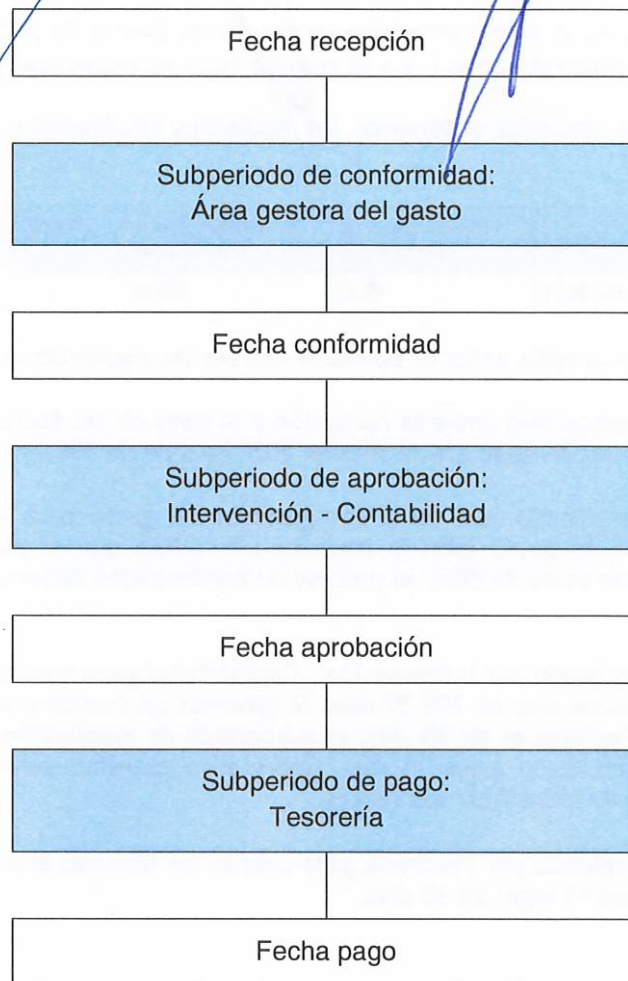 Fecha recepción
Subperiodo de conformidad:
Área gestora del gasto
Fecha conformidad
Subperiodo de aprobación:
Intervención - Contabilidad
Fecha aprobación
Subperiodo de pago:
Tesorería
Fecha pago